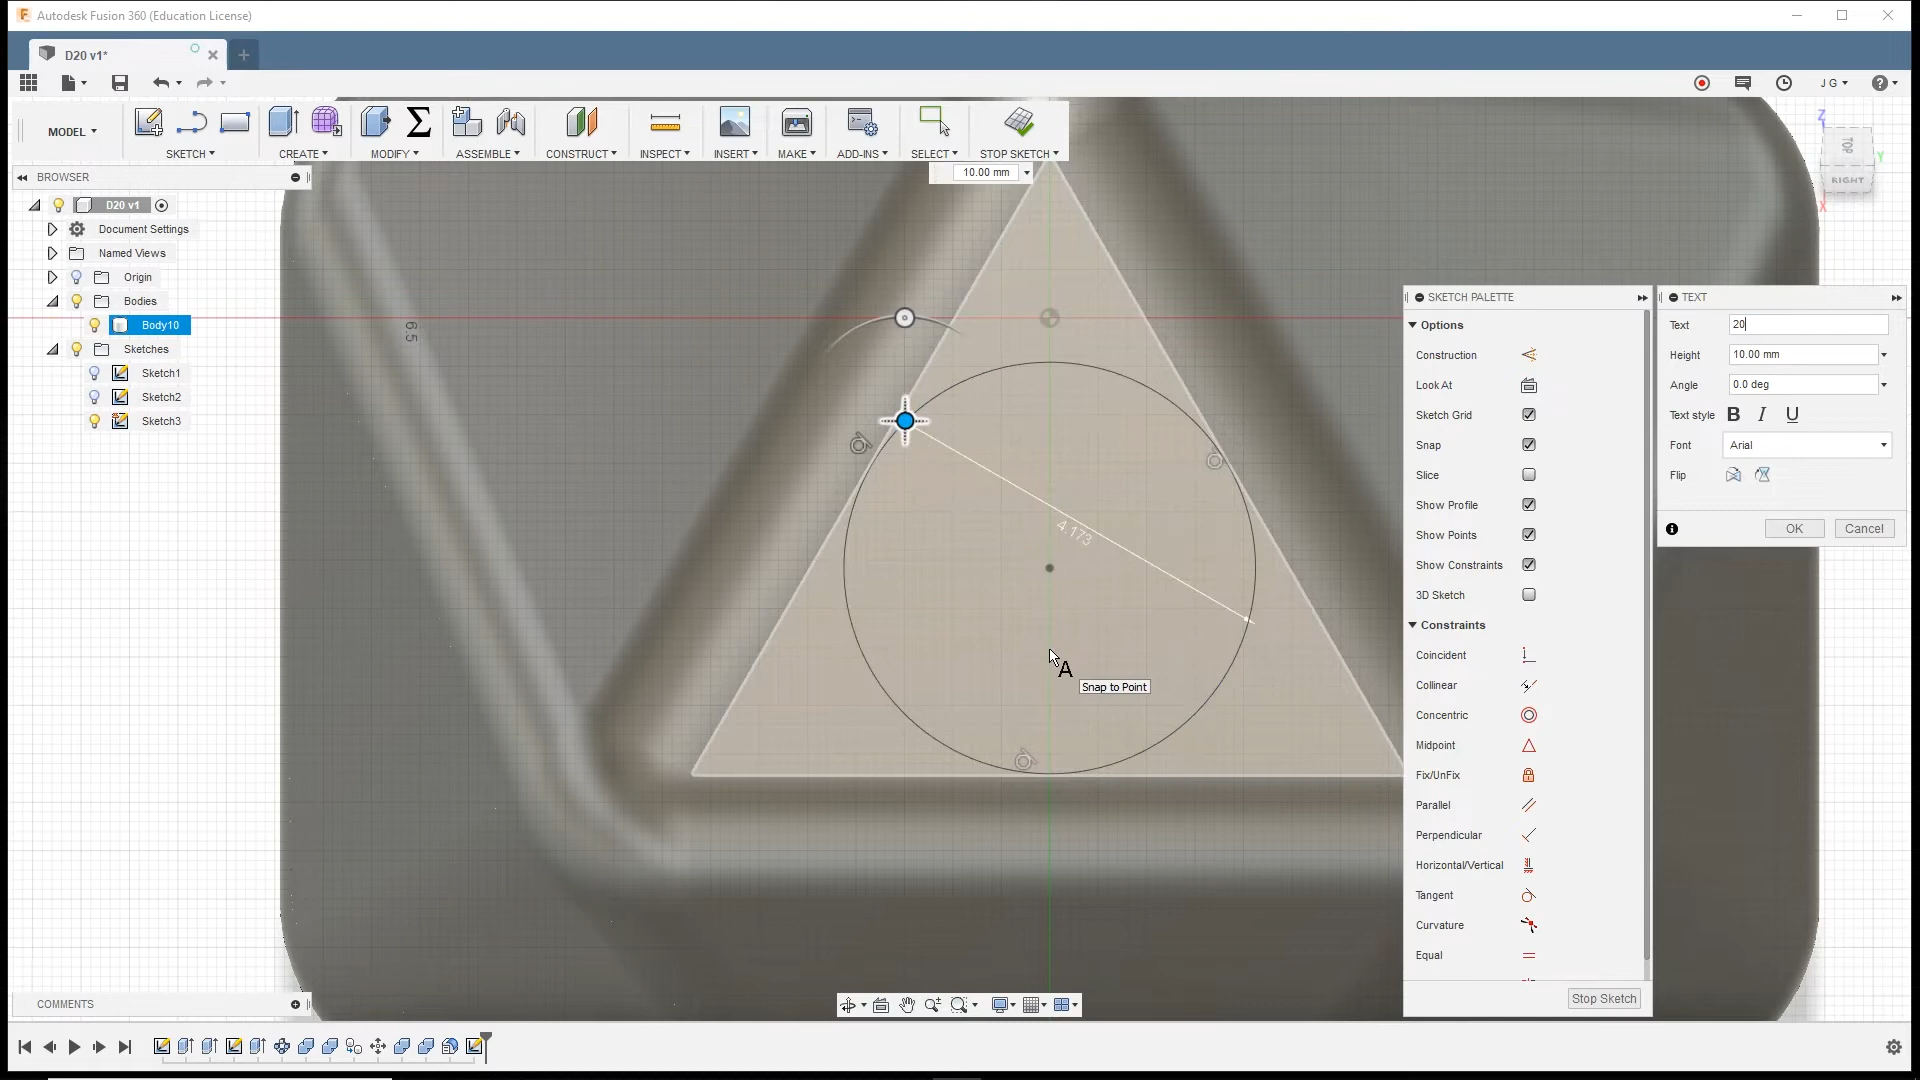 Autodesk Fusion 360 (Education License)
D20 v1*
J G
MODEL
SKETCH
CREATE
MODIFY
ASSEMBLE
CONSTRUCT
INSPECT
INSERT
MAKE
ADD-INS
SELECT
STOP SKETCH
10.00 mm
Z
TOP
Y
RIGHT
X
BROWSER
D20 v1
Document Settings
Named Views
Origin
Bodies
Body10
Sketches
Sketch1
Sketch2
Sketch3
6.5
4.173
A
Snap to Point
SKETCH PALETTE
Options
Construction
Look At
Sketch Grid
Snap
Slice
Show Profile
Show Points
Show Constraints
3D Sketch
Constraints
Coincident
Collinear
Concentric
Midpoint
Fix/UnFix
Parallel
Perpendicular
Horizontal/Vertical
Tangent
Curvature
Equal
Stop Sketch
TEXT
Text 20
Height 10.00 mm
Angle 0.0 deg
Text style B I U
Font Arial
Flip
OK Cancel
COMMENTS